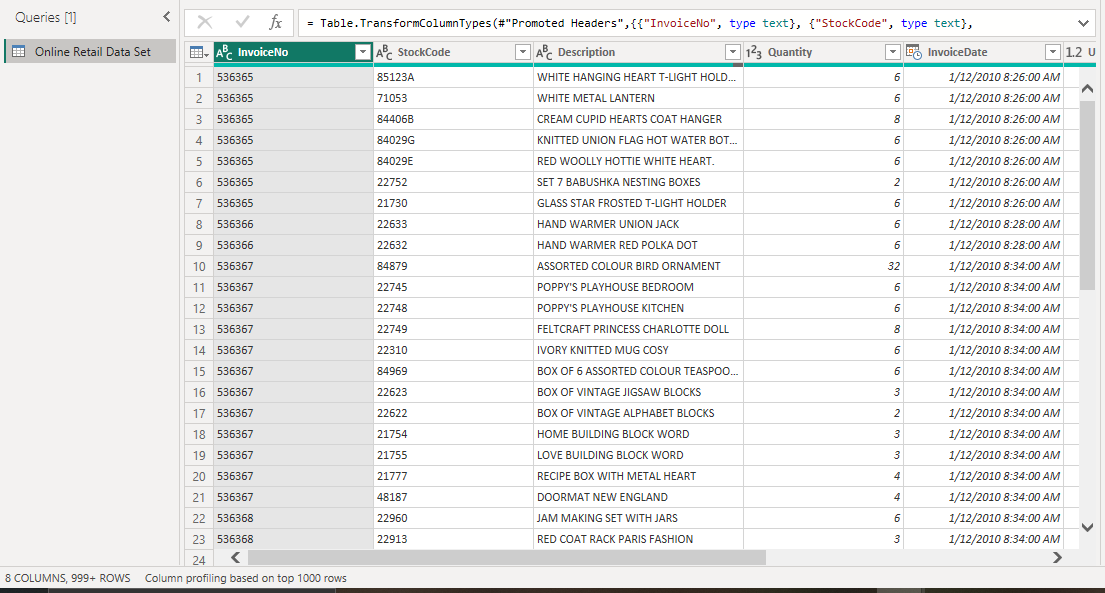 Queries [1]
= Table.TransformColumnTypes(#"Promoted Headers",{{"InvoiceNo", type text}, {"StockCode", type text},
Online Retail Data Set
ABC InvoiceNo ABC StockCode ABC Description 123 Quantity InvoiceDate 1.2 U
1 536365 85123A WHITE HANGING HEART T-LIGHT HOLD... 6 1/12/2010 8:26:00 AM
2 536365 71053 WHITE METAL LANTERN 6 1/12/2010 8:26:00 AM
3 536365 84406B CREAM CUPID HEARTS COAT HANGER 8 1/12/2010 8:26:00 AM
4 536365 84029G KNITTED UNION FLAG HOT WATER BOT... 6 1/12/2010 8:26:00 AM
5 536365 84029E RED WOOLLY HOTTIE WHITE HEART. 6 1/12/2010 8:26:00 AM
6 536365 22752 SET 7 BABUSHKA NESTING BOXES 2 1/12/2010 8:26:00 AM
7 536365 21730 GLASS STAR FROSTED T-LIGHT HOLDER 6 1/12/2010 8:26:00 AM
8 536366 22633 HAND WARMER UNION JACK 6 1/12/2010 8:28:00 AM
9 536366 22632 HAND WARMER RED POLKA DOT 6 1/12/2010 8:28:00 AM
10 536367 84879 ASSORTED COLOUR BIRD ORNAMENT 32 1/12/2010 8:34:00 AM
11 536367 22745 POPPY'S PLAYHOUSE BEDROOM 6 1/12/2010 8:34:00 AM
12 536367 22748 POPPY'S PLAYHOUSE KITCHEN 6 1/12/2010 8:34:00 AM
13 536367 22749 FELTCRAFT PRINCESS CHARLOTTE DOLL 8 1/12/2010 8:34:00 AM
14 536367 22310 IVORY KNITTED MUG COSY 6 1/12/2010 8:34:00 AM
15 536367 84969 BOX OF 6 ASSORTED COLOUR TEASPOO... 6 1/12/2010 8:34:00 AM
16 536367 22623 BOX OF VINTAGE JIGSAW BLOCKS 3 1/12/2010 8:34:00 AM
17 536367 22622 BOX OF VINTAGE ALPHABET BLOCKS 2 1/12/2010 8:34:00 AM
18 536367 21754 HOME BUILDING BLOCK WORD 3 1/12/2010 8:34:00 AM
19 536367 21755 LOVE BUILDING BLOCK WORD 3 1/12/2010 8:34:00 AM
20 536367 21777 RECIPE BOX WITH METAL HEART 4 1/12/2010 8:34:00 AM
21 536367 48187 DOORMAT NEW ENGLAND 4 1/12/2010 8:34:00 AM
22 536368 22960 JAM MAKING SET WITH JARS 6 1/12/2010 8:34:00 AM
23 536368 22913 RED COAT RACK PARIS FASHION 3 1/12/2010 8:34:00 AM
24
8 COLUMNS, 999+ ROWS Column profiling based on top 1000 rows